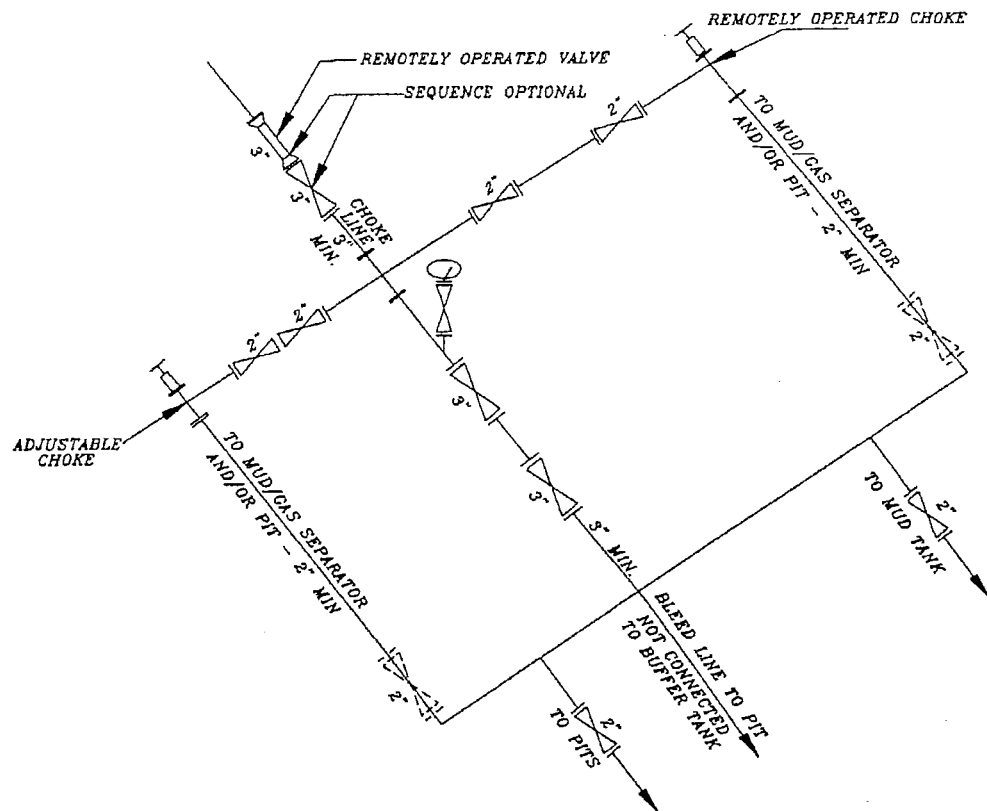 REMOTELY OPERATED CHOKE
REMOTELY OPERATED VALVE
SEQUENCE OPTIONAL
3"
3"
CHOKE
LINE
3"
MIN.
2"
2"
2"
2"
TO MUD/GAS SEPARATOR
AND/OR PIT - 2" MIN
2"
ADJUSTABLE
CHOKE
TO MUD/GAS SEPARATOR
AND/OR PIT - 2" MIN
2"
3"
3"
3" MIN.
BLEED LINE TO PIT
NOT CONNECTED
TO BUFFER TANK
2"
TO MUD TANK
2"
TO PITS